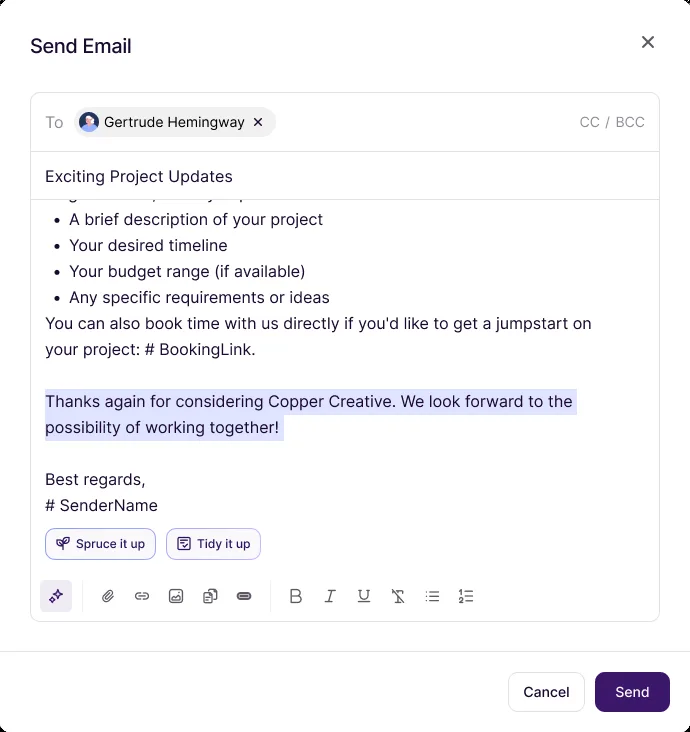 Send Email
To Gertrude Hemingway CC / BCC
Exciting Project Updates
• A brief description of your project
• Your desired timeline
• Your budget range (if available)
• Any specific requirements or ideas
You can also book time with us directly if you'd like to get a jumpstart on
your project: # BookingLink.
Thanks again for considering Copper Creative. We look forward to the
possibility of working together!
Best regards,
# SenderName
Spruce it up Tidy it up
B I U
Cancel Send